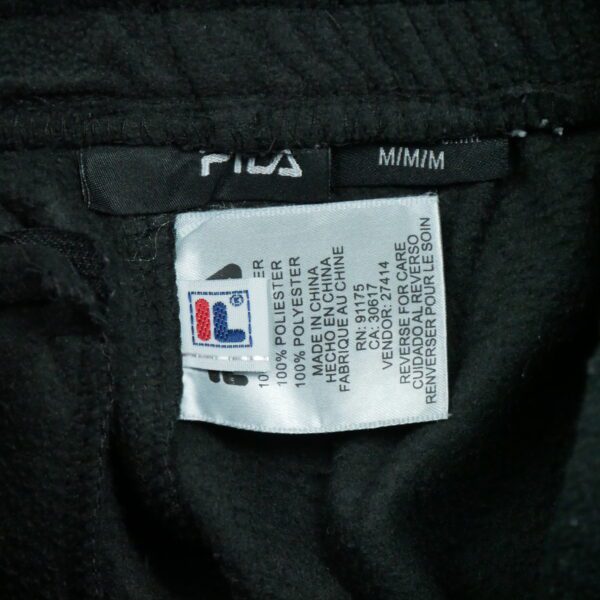 FILA
M/M/M
ER
100% POLIESTER
100% POLYESTER
MADE IN CHINA
HECHO EN CHINA
FABRIQUE AU CHINE
RN: 91175
CA: 30617
VENDOR: 27414
REVERSE FOR CARE
CUIDADO AL REVERSO
RENVERSER POUR LE SOIN